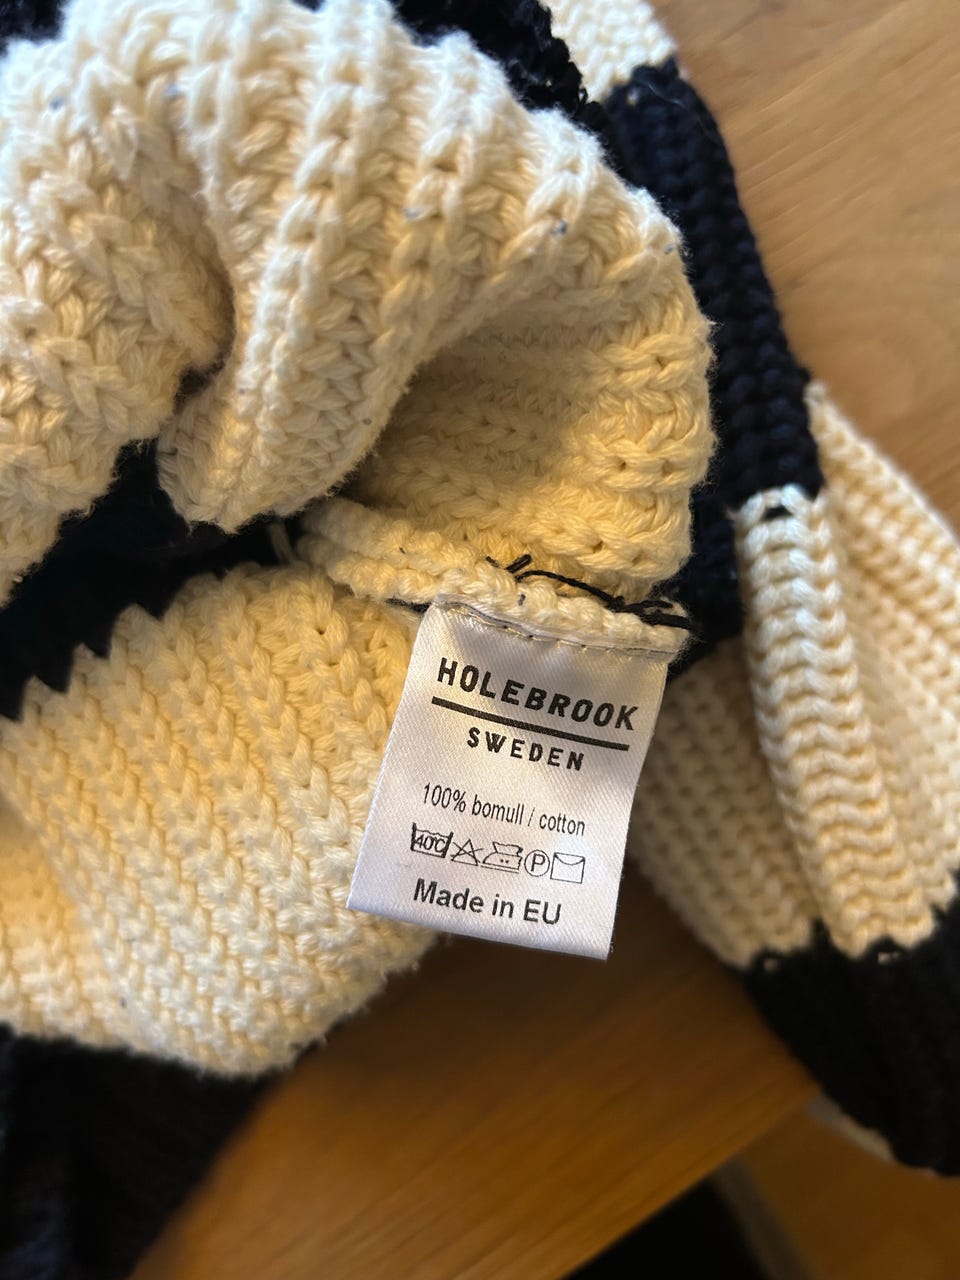 HOLEBROOK
SWEDEN
100% bomull / cotton
40°C P
Made in EU